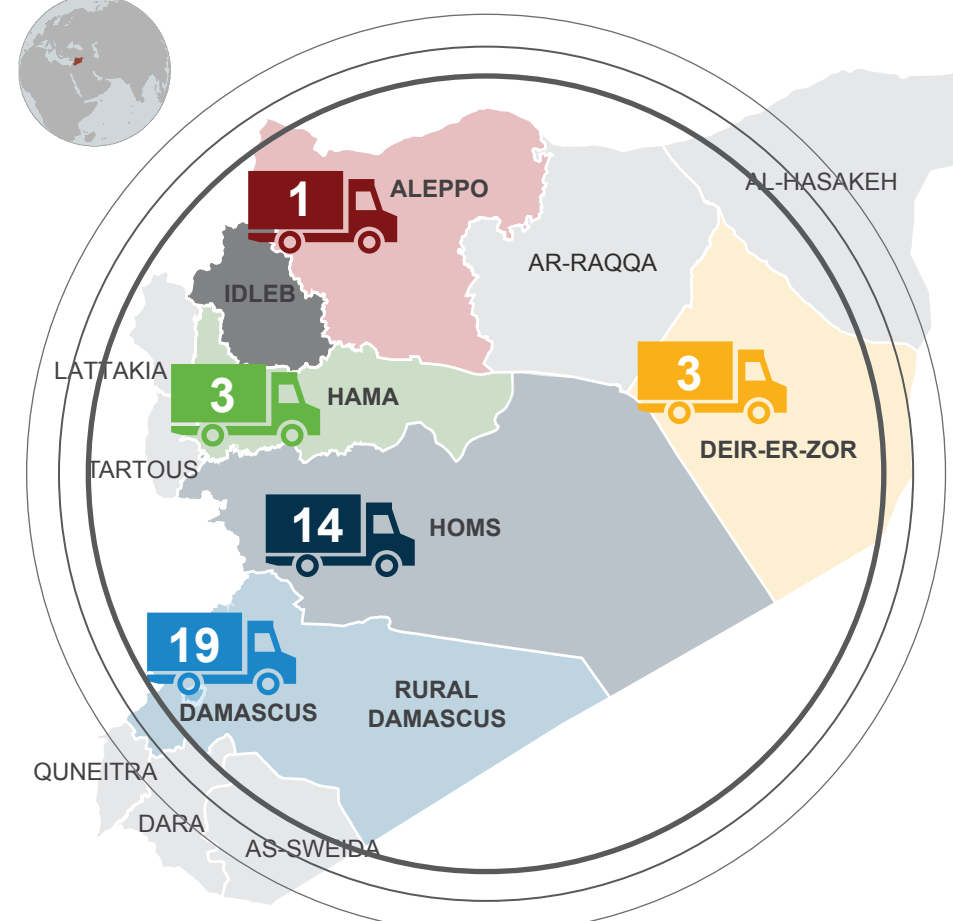 1
ALEPPO
AL-HASAKEH
AR-RAQQA
IDLEB
LATTAKIA
3
HAMA
3
DEIR-ER-ZOR
TARTOUS
14
HOMS
19
DAMASCUS
RURAL
DAMASCUS
QUNEITRA
DARA
AS-SWEIDA